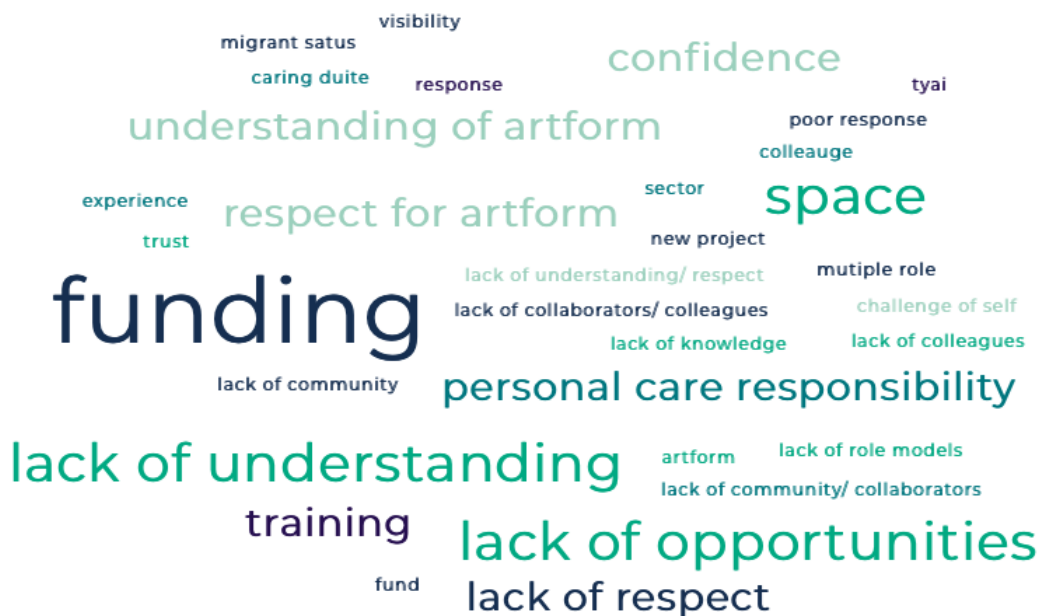 visibility
migrant satus
confidence
caring duite
response
tyai
understanding of artform
poor response
colleauge
experience
respect for artform
sector
space
trust
new project
lack of understanding/ respect
mutiple role
funding
lack of collaborators/ colleagues
challenge of self
lack of knowledge
lack of colleagues
lack of community
personal care responsibility
lack of understanding
artform
lack of role models
lack of community/ collaborators
training
lack of opportunities
fund
lack of respect